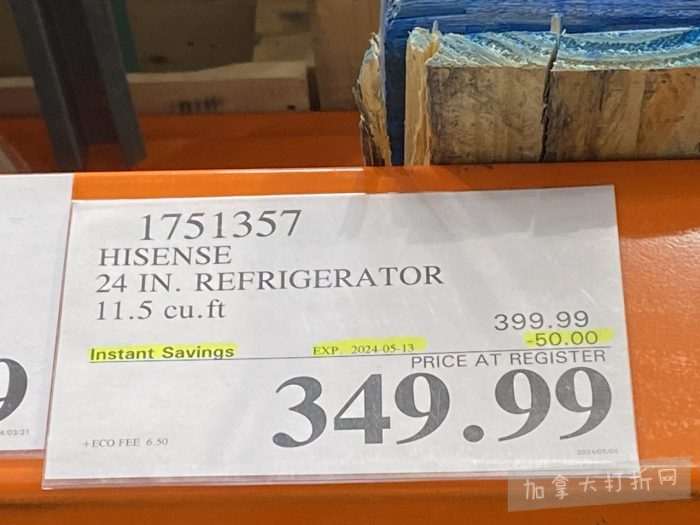 1751357
HISENSE
24 IN. REFRIGERATOR
11.5 cu.ft
399.99
-50.00
Instant Savings EXP. 2024-05-13
PRICE AT REGISTER
349.99
+ECO FEE 6.50
加拿大打折网